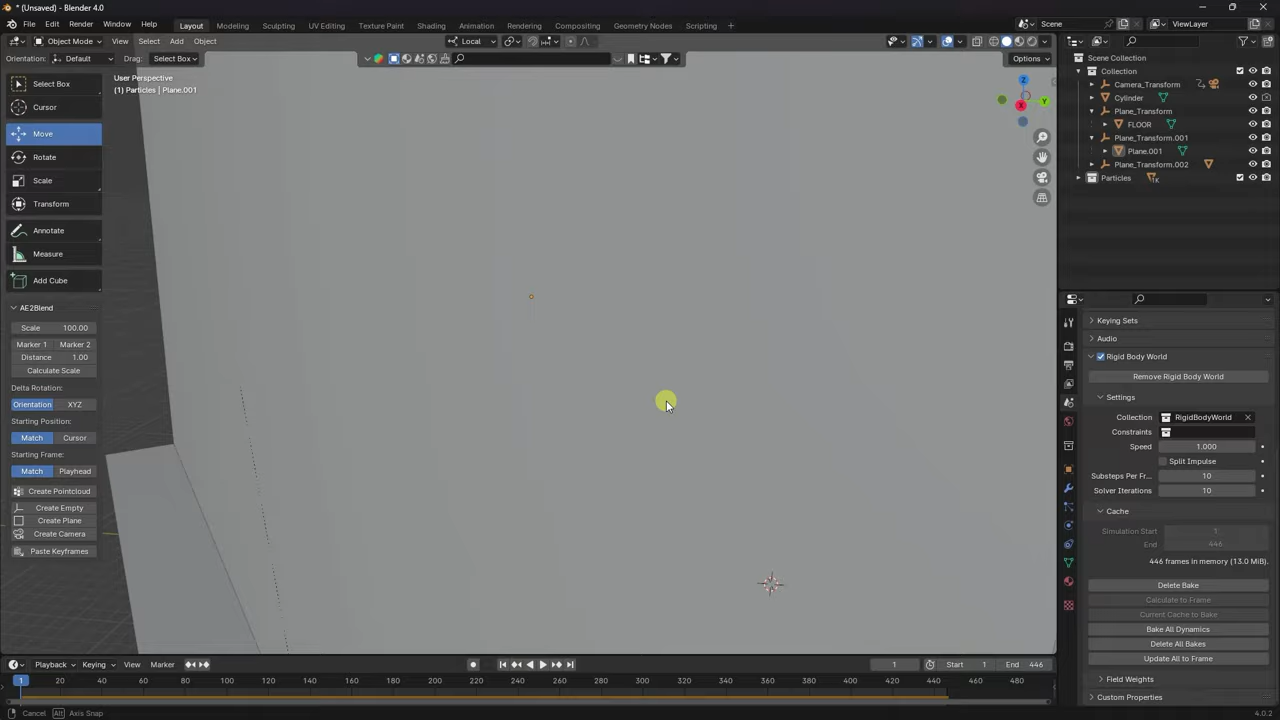 * (Unsaved) - Blender 4.0
File Edit Render Window Help Layout Modeling Sculpting UV Editing Texture Paint Shading Animation Rendering Compositing Geometry Nodes Scripting + Scene ViewLayer
Object Mode View Select Add Object Local
Orientation: Default Drag: Select Box Options
User Perspective
(1) Particles | Plane.001
Select Box
Cursor
Move
Rotate
Scale
Transform
Annotate
Measure
Add Cube
AE2Blend
Scale 100.00
Marker 1 Marker 2
Distance 1.00
Calculate Scale
Delta Rotation:
Orientation XYZ
Starting Position:
Match Cursor
Starting Frame:
Match Playhead
Create Pointcloud
Create Empty
Create Plane
Create Camera
Paste Keyframes
Z
Y
X
Scene Collection
Collection
Camera_Transform
Cylinder
Plane_Transform
FLOOR
Plane_Transform.001
Plane.001
Plane_Transform.002
Particles 1K
Keying Sets
Audio
Rigid Body World
Remove Rigid Body World
Settings
Collection RigidBodyWorld
Constraints
Speed 1.000
Split Impulse
Substeps Per Fr... 10
Solver Iterations 10
Cache
Simulation Start 1
End 446
446 frames in memory (13.0 MiB).
Delete Bake
Calculate to Frame
Current Cache to Bake
Bake All Dynamics
Delete All Bakes
Update All to Frame
Field Weights
Custom Properties
Playback Keying View Marker 1 Start 1 End 446
1 20 40 60 80 100 120 140 160 180 200 220 240 260 280 300 320 340 360 380 400 420 440 460 480
Cancel Alt Axis Snap 4.0.2